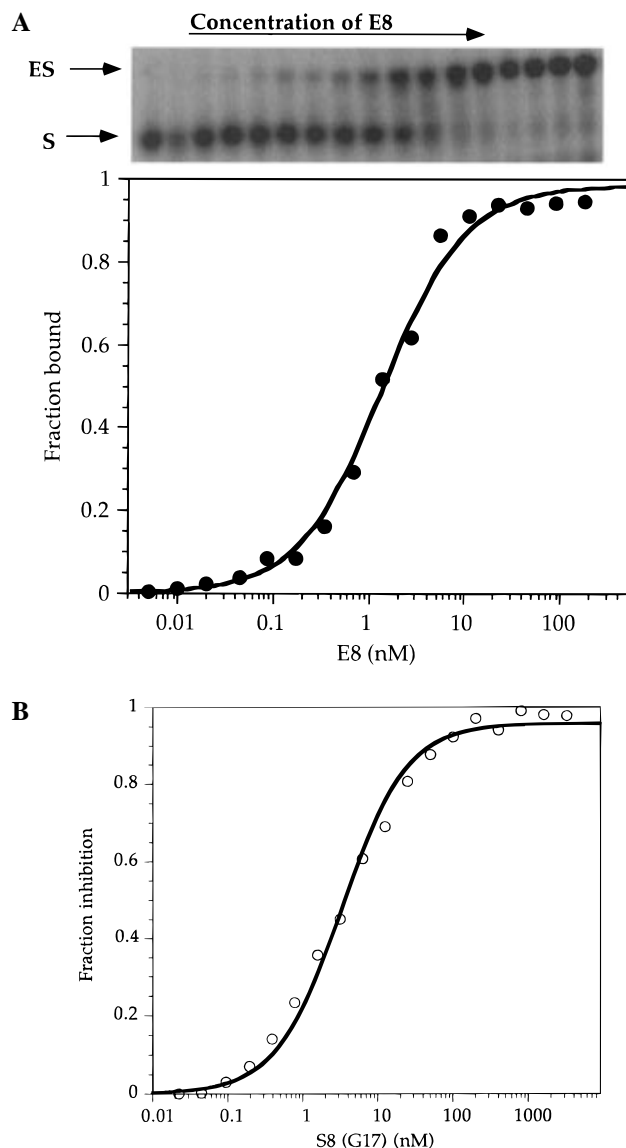 A
Concentration of E8
ES
S
1
0.8
0.6
0.4
0.2
0
Fraction bound
0.01 0.1 1 10 100
E8 (nM)
B
1
0.8
0.6
0.4
0.2
0
Fraction inhibition
0.01 0.1 1 10 100 1000
S8 (G17) (nM)